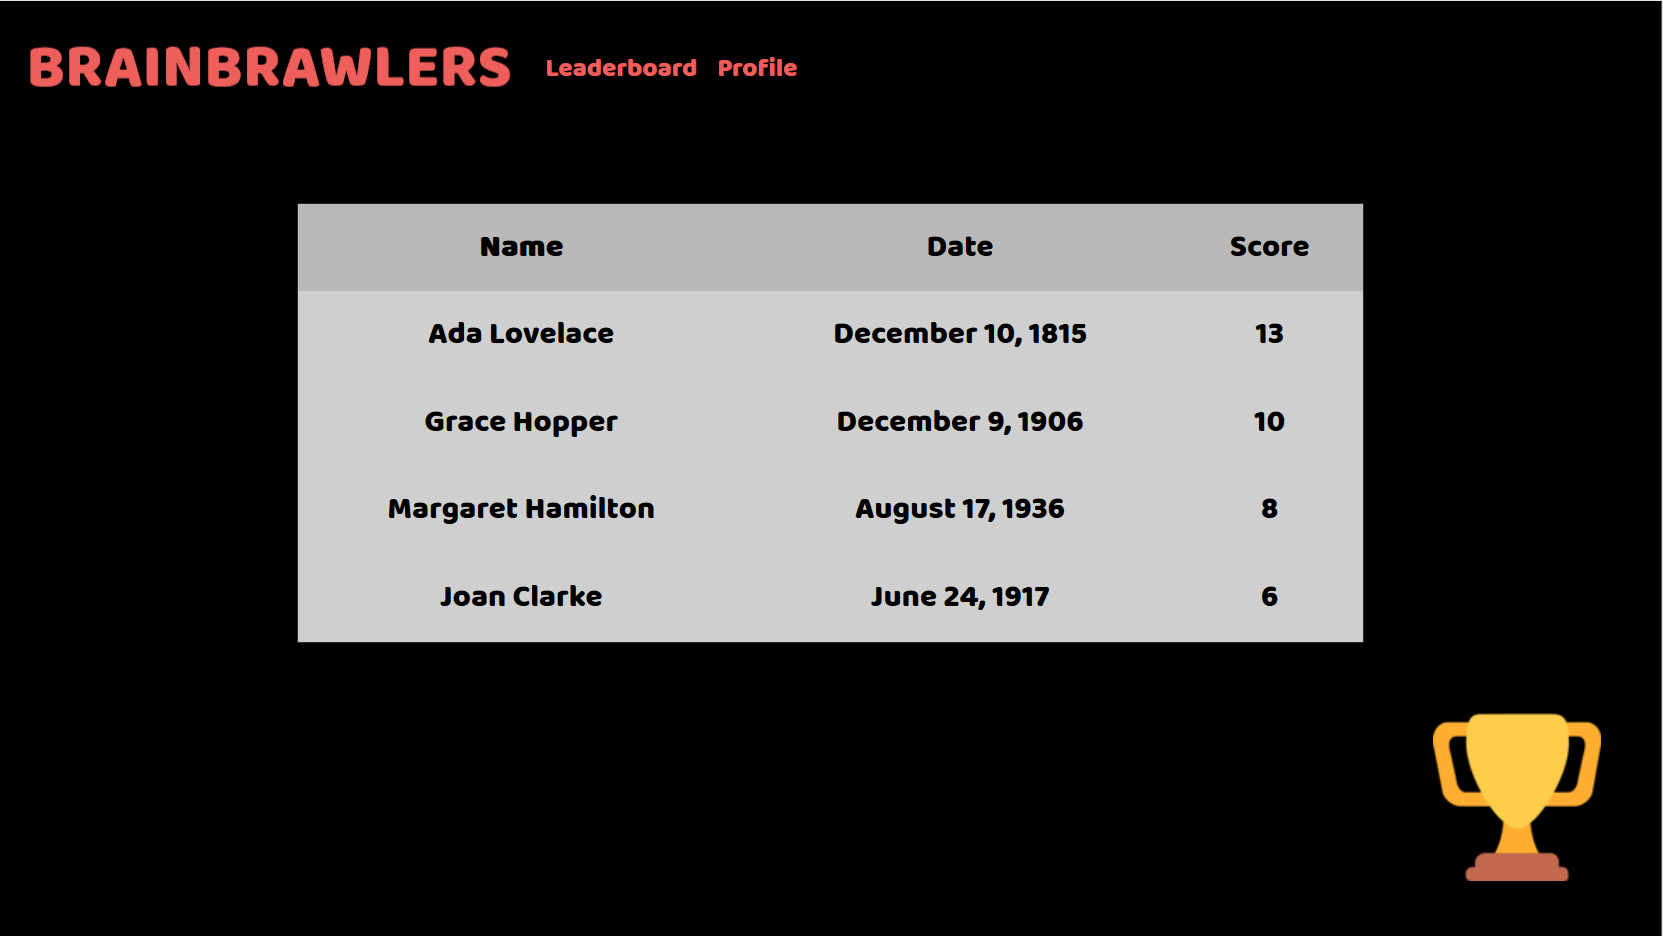 BRAINBRAWLERS Leaderboard Profile
Name Date Score
Ada Lovelace December 10, 1815 13
Grace Hopper December 9, 1906 10
Margaret Hamilton August 17, 1936 8
Joan Clarke June 24, 1917 6